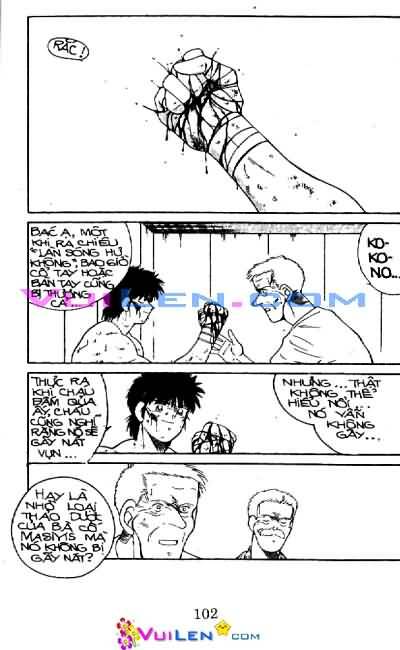 RẮC!
BÁC Ạ, MỘT
KHI RA CHIÊU
"LÀN SÓNG HƯ
KHÔNG", BAO GIỜ
CỔ TAY HOẶC
BÀN TAY CŨNG
BỊ THƯƠNG
CẢ...
KO-
KO-
NO...
VUILEN.COM
THỰC RA
KHI CHÁU
ĐẤM QUẢ
ẤY, CHÁU
CŨNG NGHĨ
RẰNG NÓ SẼ
GÃY NÁT
VỤN...
NHƯNG... THẬT
KHÔNG THỂ
HIỂU NỔI...
NÓ VẪN
KHÔNG
GÃY...
HAY LÀ
NHỜ LOẠI
THẢO DƯỢC
CỦA BÀ CÔ
MASIYIS MÀ
NÓ KHÔNG BỊ
GÃY NÁT?
102
VUILEN.COM